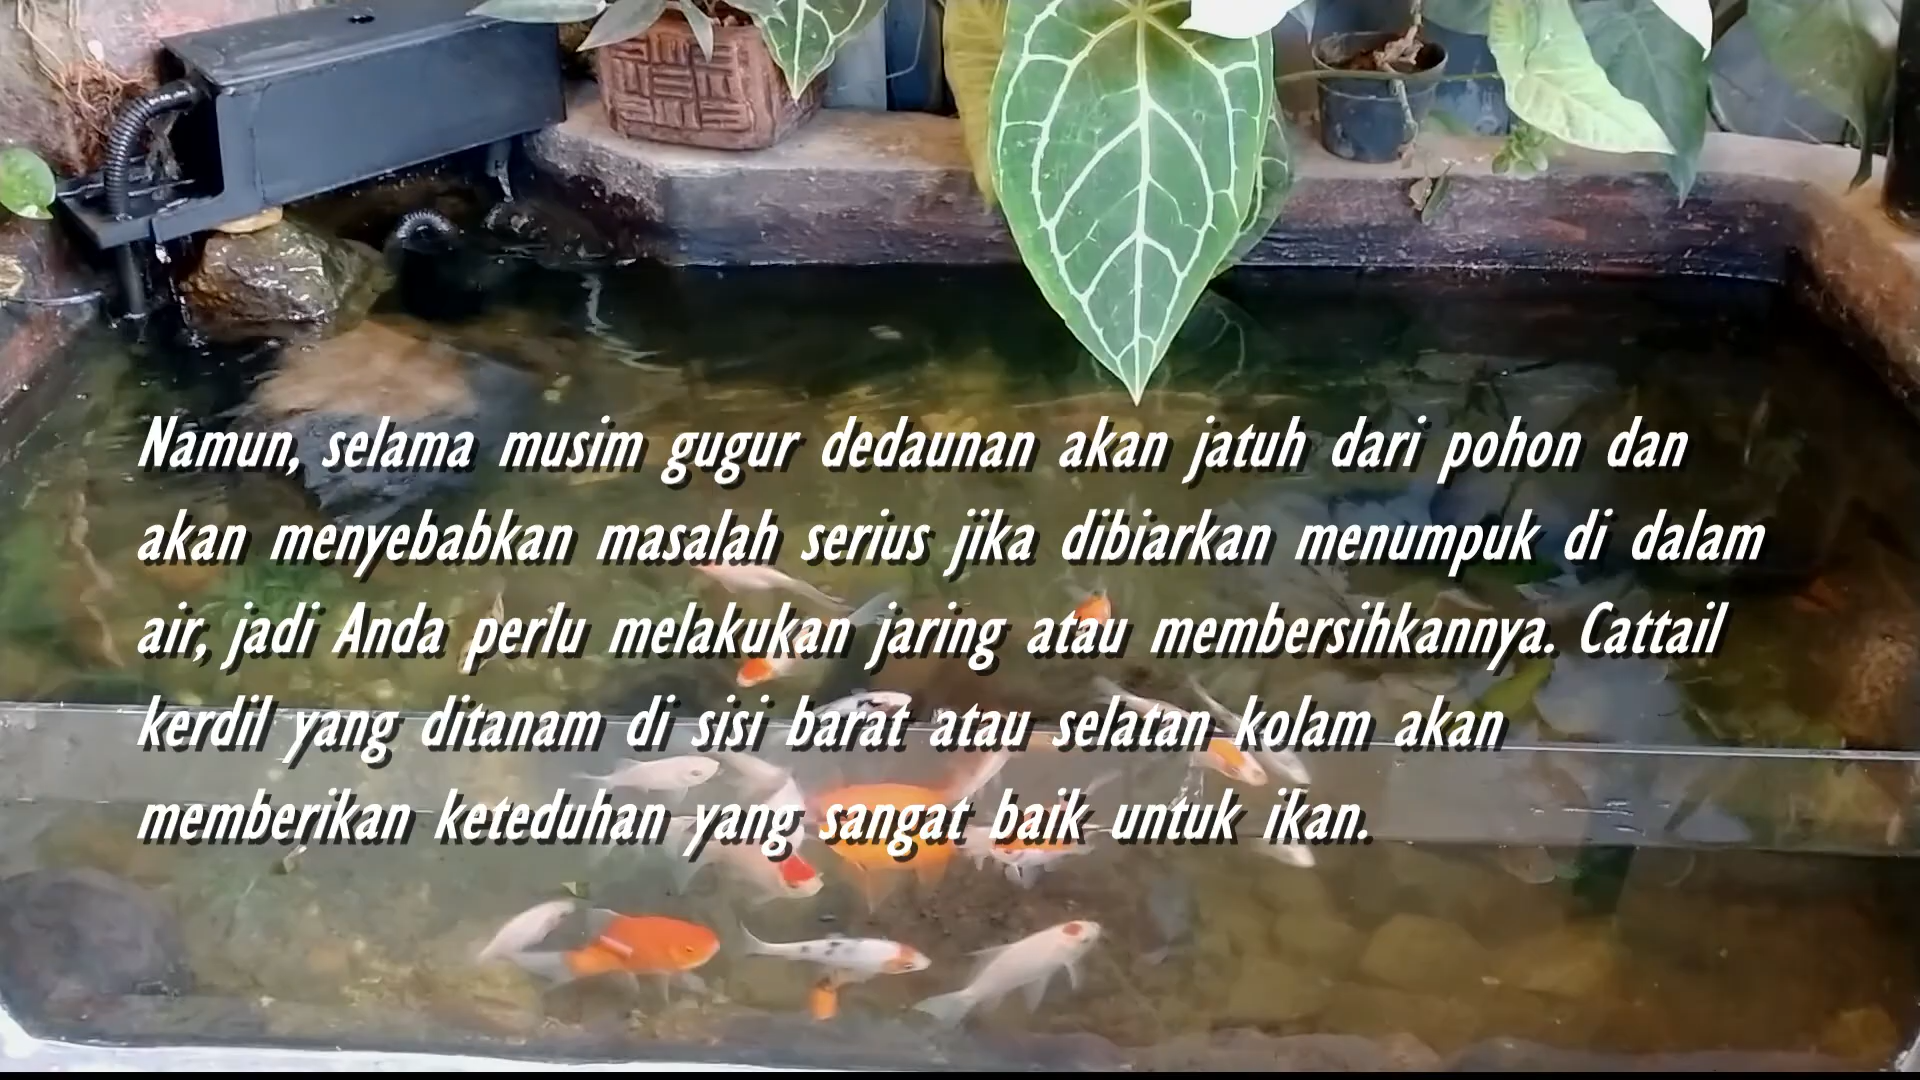 Namun, selama musim gugur dedaunan akan jatuh dari pohon dan
akan menyebabkan masalah serius jika dibiarkan menumpuk di dalam
air, jadi Anda perlu melakukan jaring atau membersihkannya. Cattail
kerdil yang ditanam di sisi barat atau selatan kolam akan
memberikan keteduhan yang sangat baik untuk ikan.